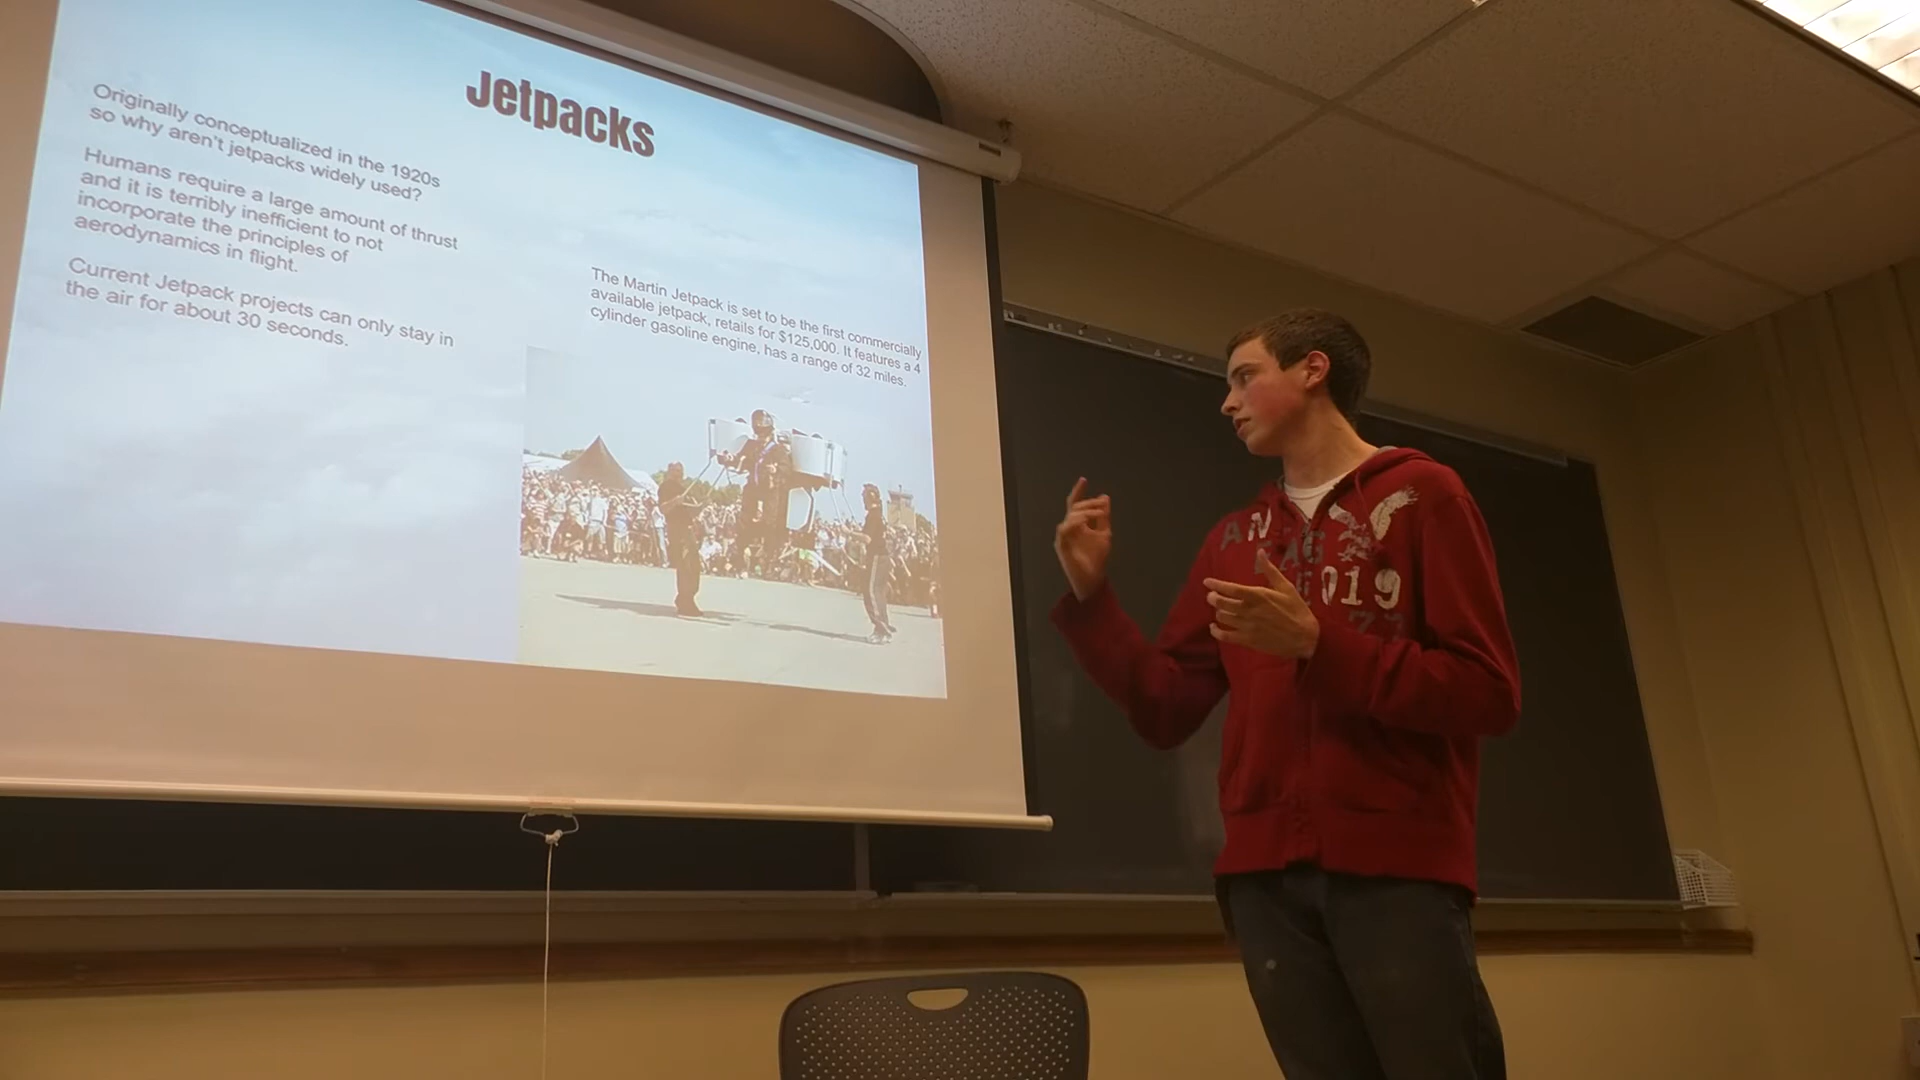 Jetpacks
Originally conceptualized in the 1920s
so why aren't jetpacks widely used?
Humans require a large amount of thrust
and it is terribly inefficient to not
incorporate the principles of
aerodynamics in flight.
Current Jetpack projects can only stay in
the air for about 30 seconds.
The Martin Jetpack is set to be the first commercially
available jetpack, retails for $125,000. It features a 4
cylinder gasoline engine, has a range of 32 miles.
AN
EAG
019
77